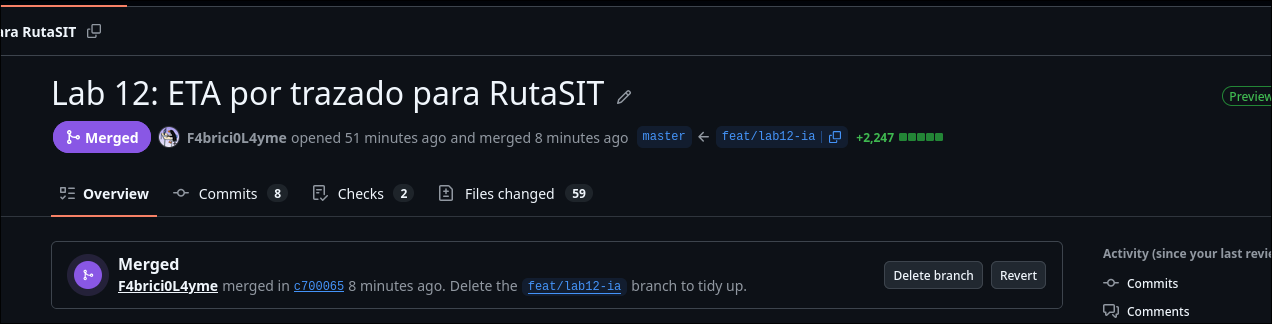 ara RutaSIT
Lab 12: ETA por trazado para RutaSIT
Preview
Merged F4brici0L4yme opened 51 minutes ago and merged 8 minutes ago master ← feat/lab12-ia +2,247
Overview Commits 8 Checks 2 Files changed 59
Merged
F4brici0L4yme merged in c700065 8 minutes ago. Delete the feat/lab12-ia branch to tidy up.
Delete branch Revert
Activity (since your last revie
Commits
Comments